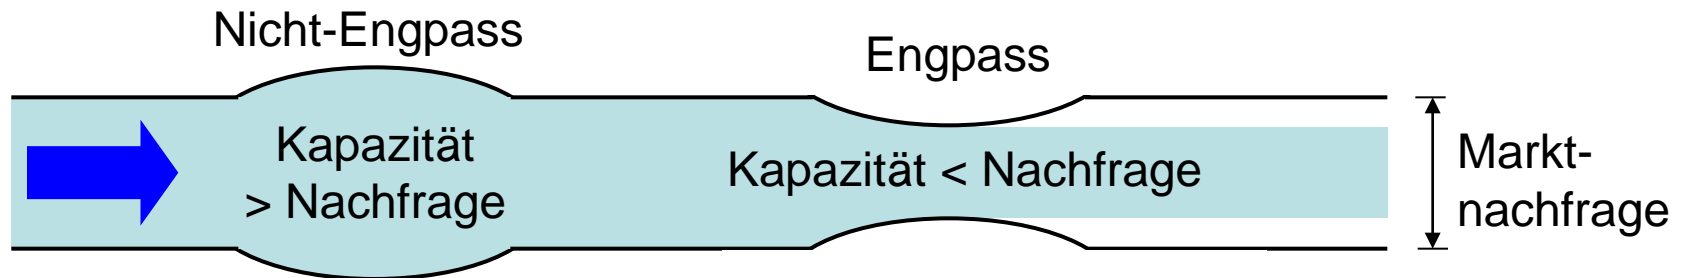 Nicht-Engpass
Engpass
Kapazität
> Nachfrage
Kapazität < Nachfrage
Markt-
nachfrage